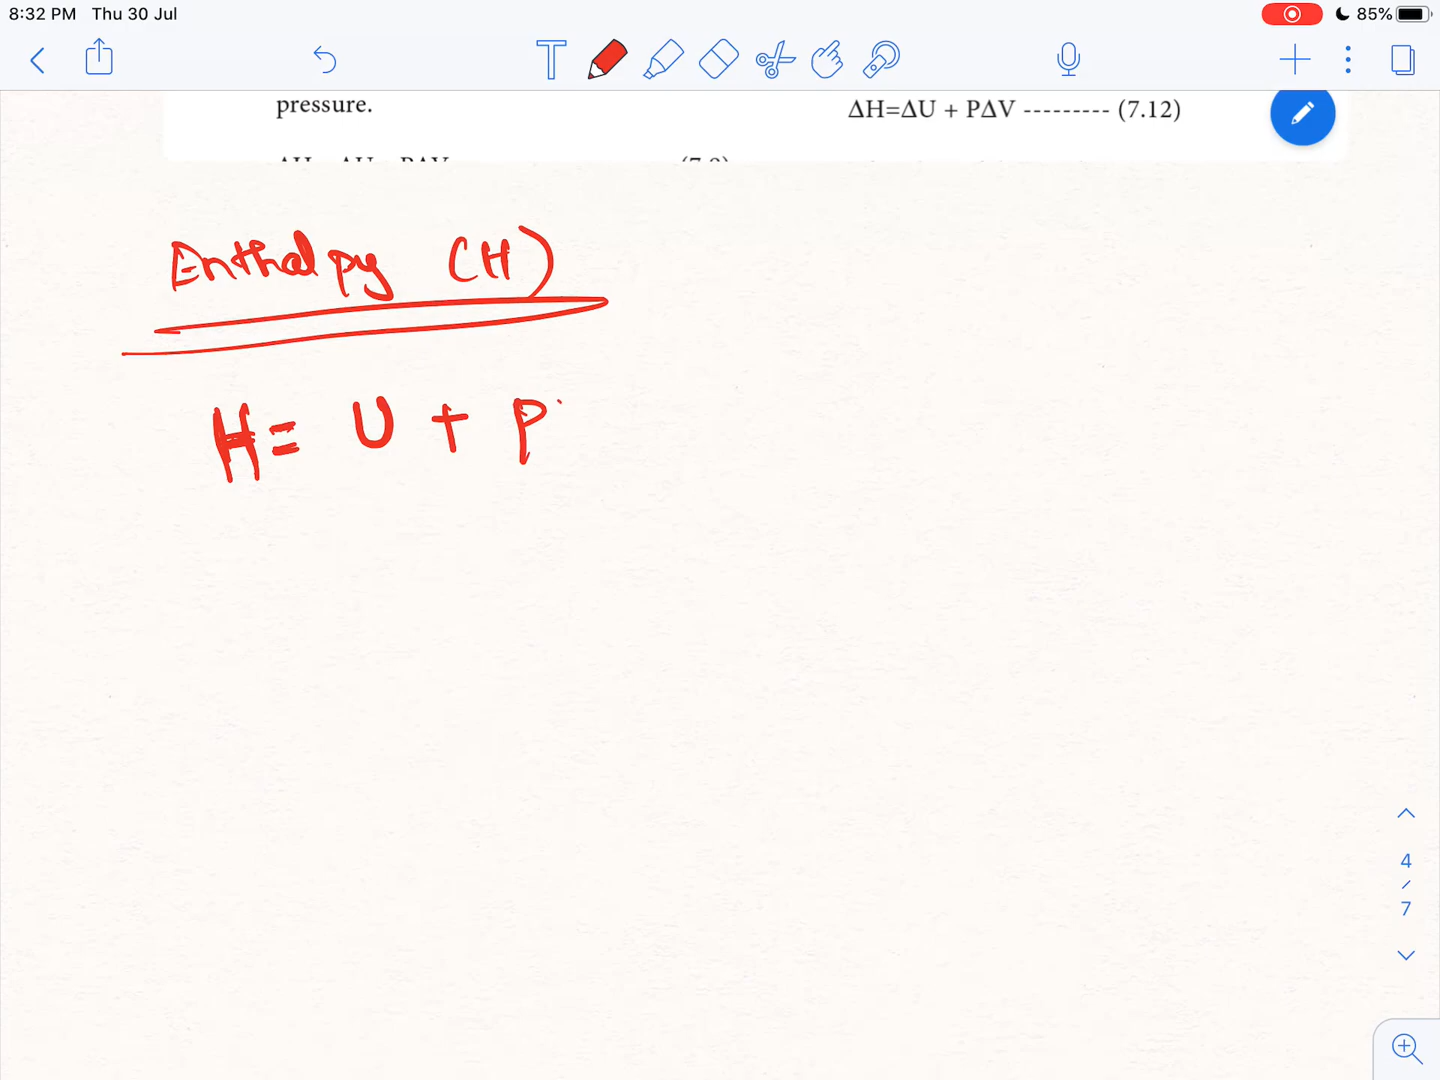 8:32 PM Thu 30 Jul
85%
pressure.
ΔH=ΔU + PΔV --------- (7.12)
Enthalpy (H)
H= U + P
4
/
7